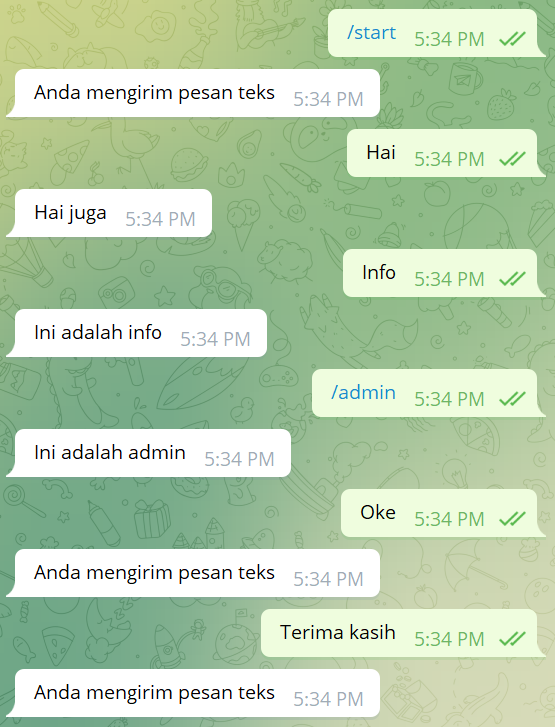 /start 5:34 PM
Anda mengirim pesan teks 5:34 PM
Hai 5:34 PM
Hai juga 5:34 PM
Info 5:34 PM
Ini adalah info 5:34 PM
/admin 5:34 PM
Ini adalah admin 5:34 PM
Oke 5:34 PM
Anda mengirim pesan teks 5:34 PM
Terima kasih 5:34 PM
Anda mengirim pesan teks 5:34 PM